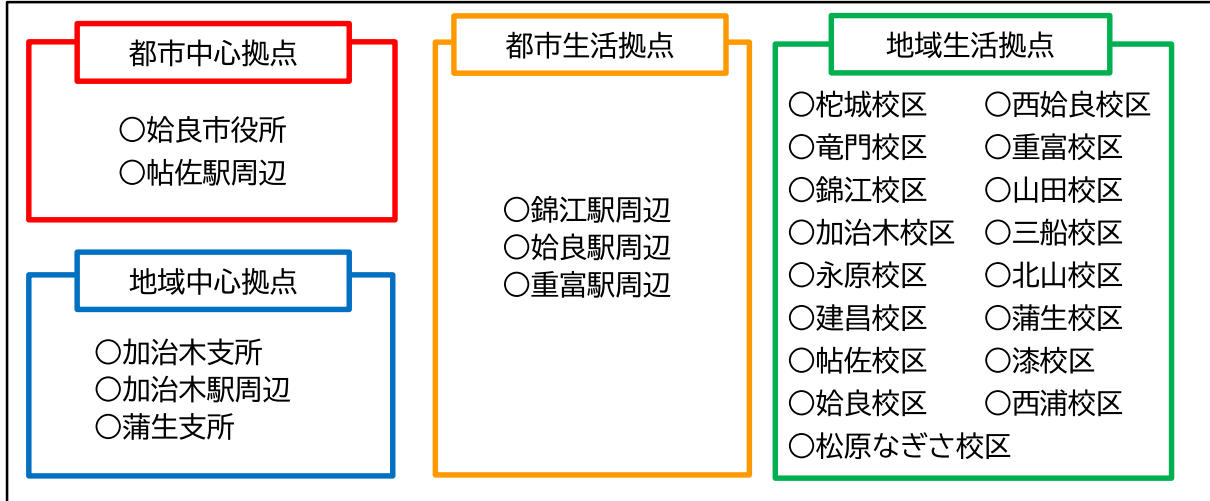 都市中心拠点
○姶良市役所
○帖佐駅周辺
地域中心拠点
○加治木支所
○加治木駅周辺
○蒲生支所
都市生活拠点
○錦江駅周辺
○姶良駅周辺
○重富駅周辺
地域生活拠点
○柁城校区
○竜門校区
○錦江校区
○加治木校区
○永原校区
○建昌校区
○帖佐校区
○姶良校区
○松原なぎさ校区
○西姶良校区
○重富校区
○山田校区
○三船校区
○北山校区
○蒲生校区
○漆校区
○西浦校区